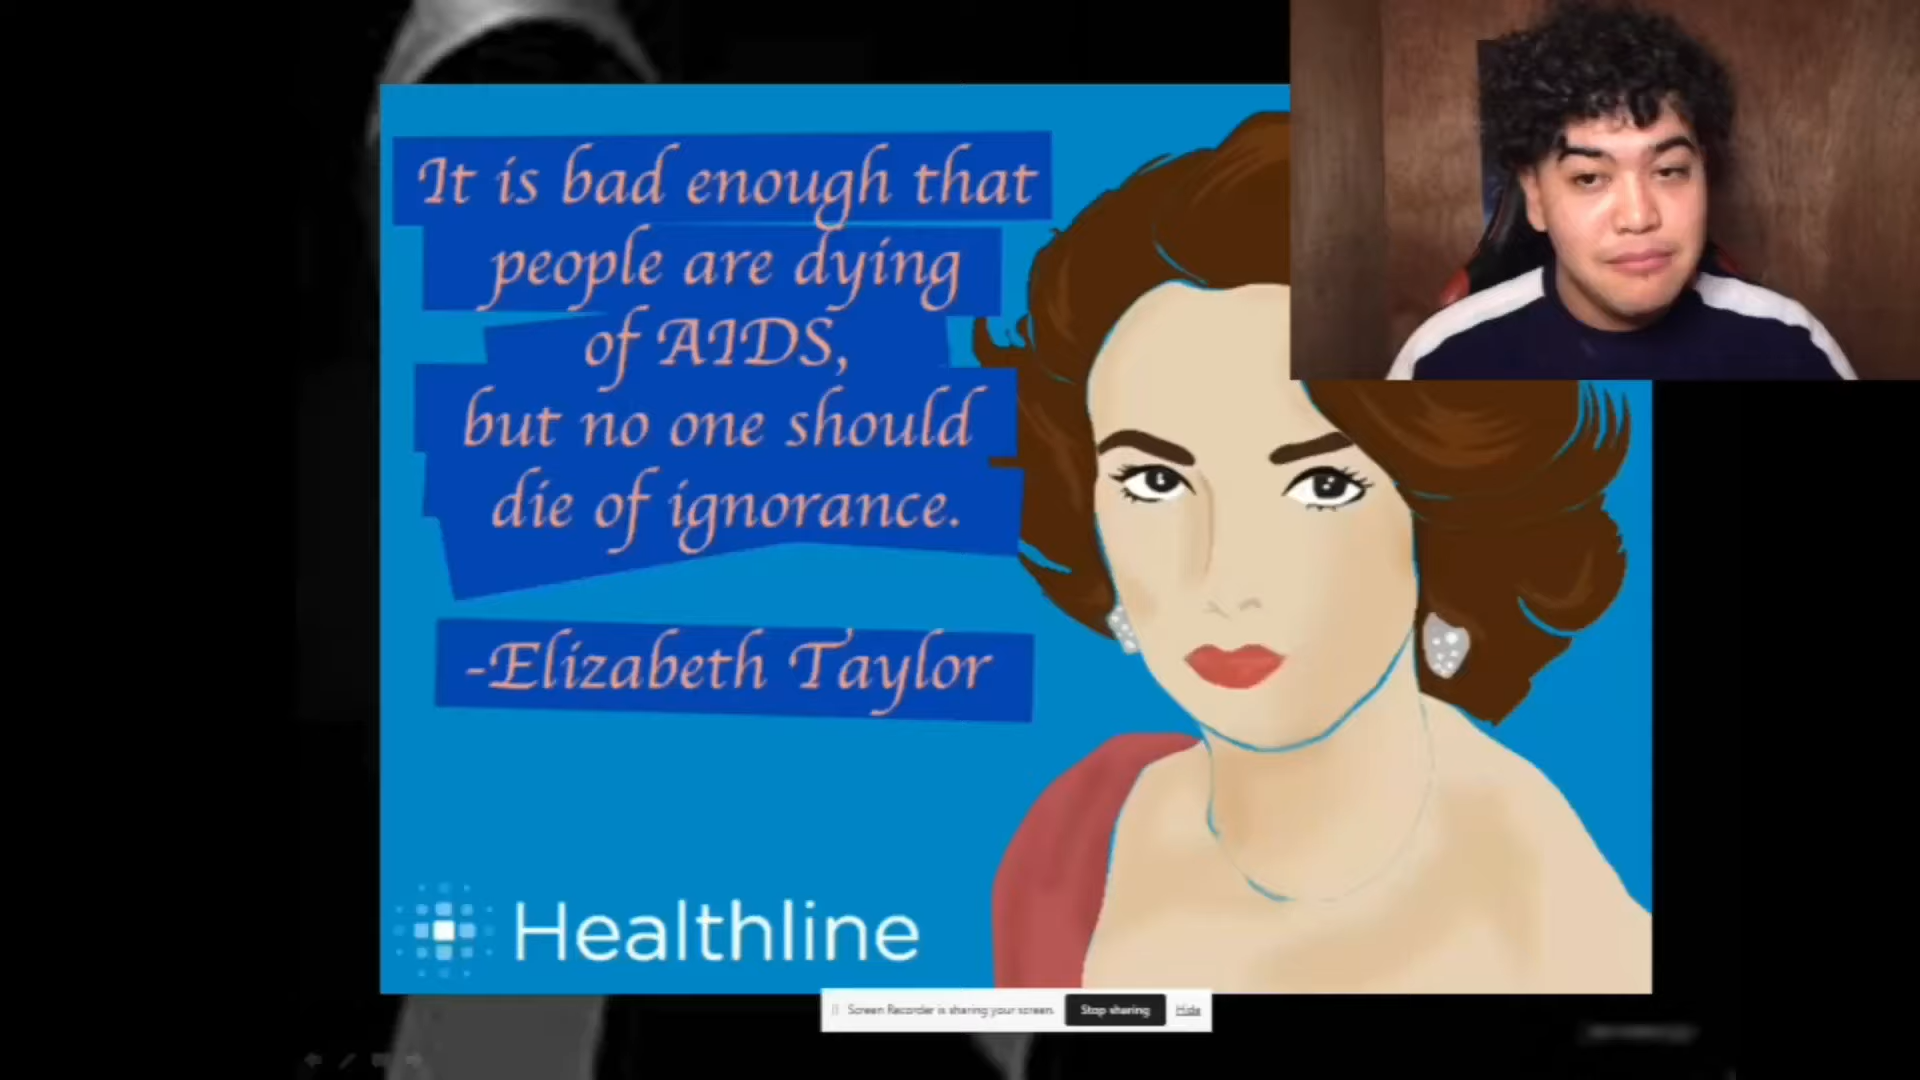 It is bad enough that
people are dying
of AIDS,
but no one should
die of ignorance.
-Elizabeth Taylor
Healthline
Screen Recorder is sharing your screen.
Stop sharing
Hide